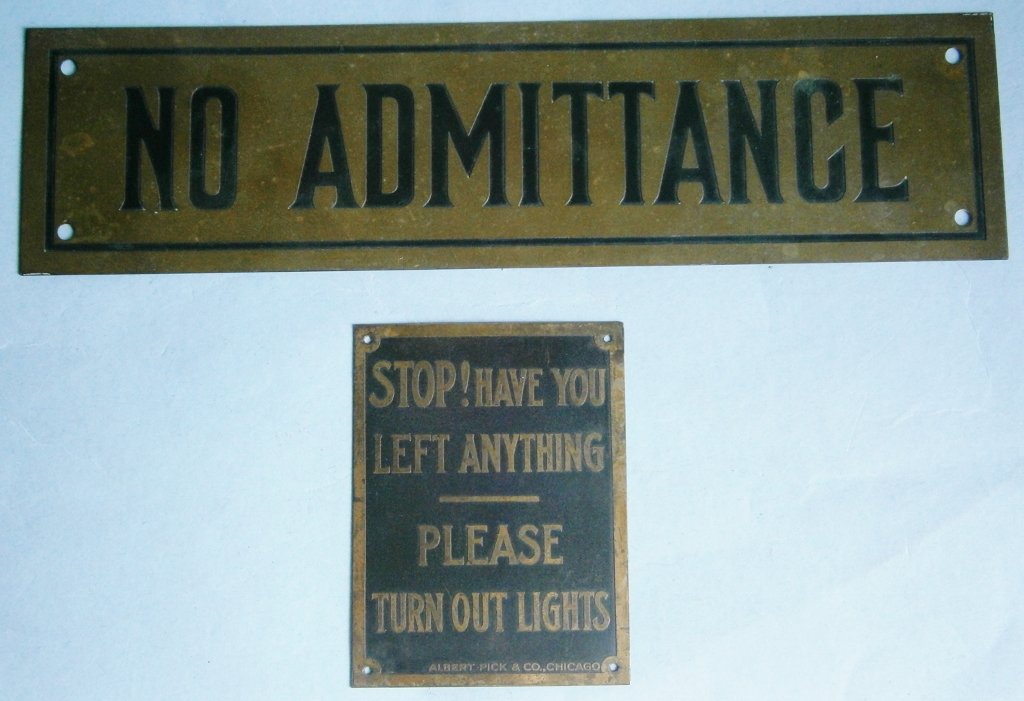 NO ADMITTANCE
STOP! HAVE YOU
LEFT ANYTHING
PLEASE
TURN OUT LIGHTS
ALBERT PICK & CO., CHICAGO